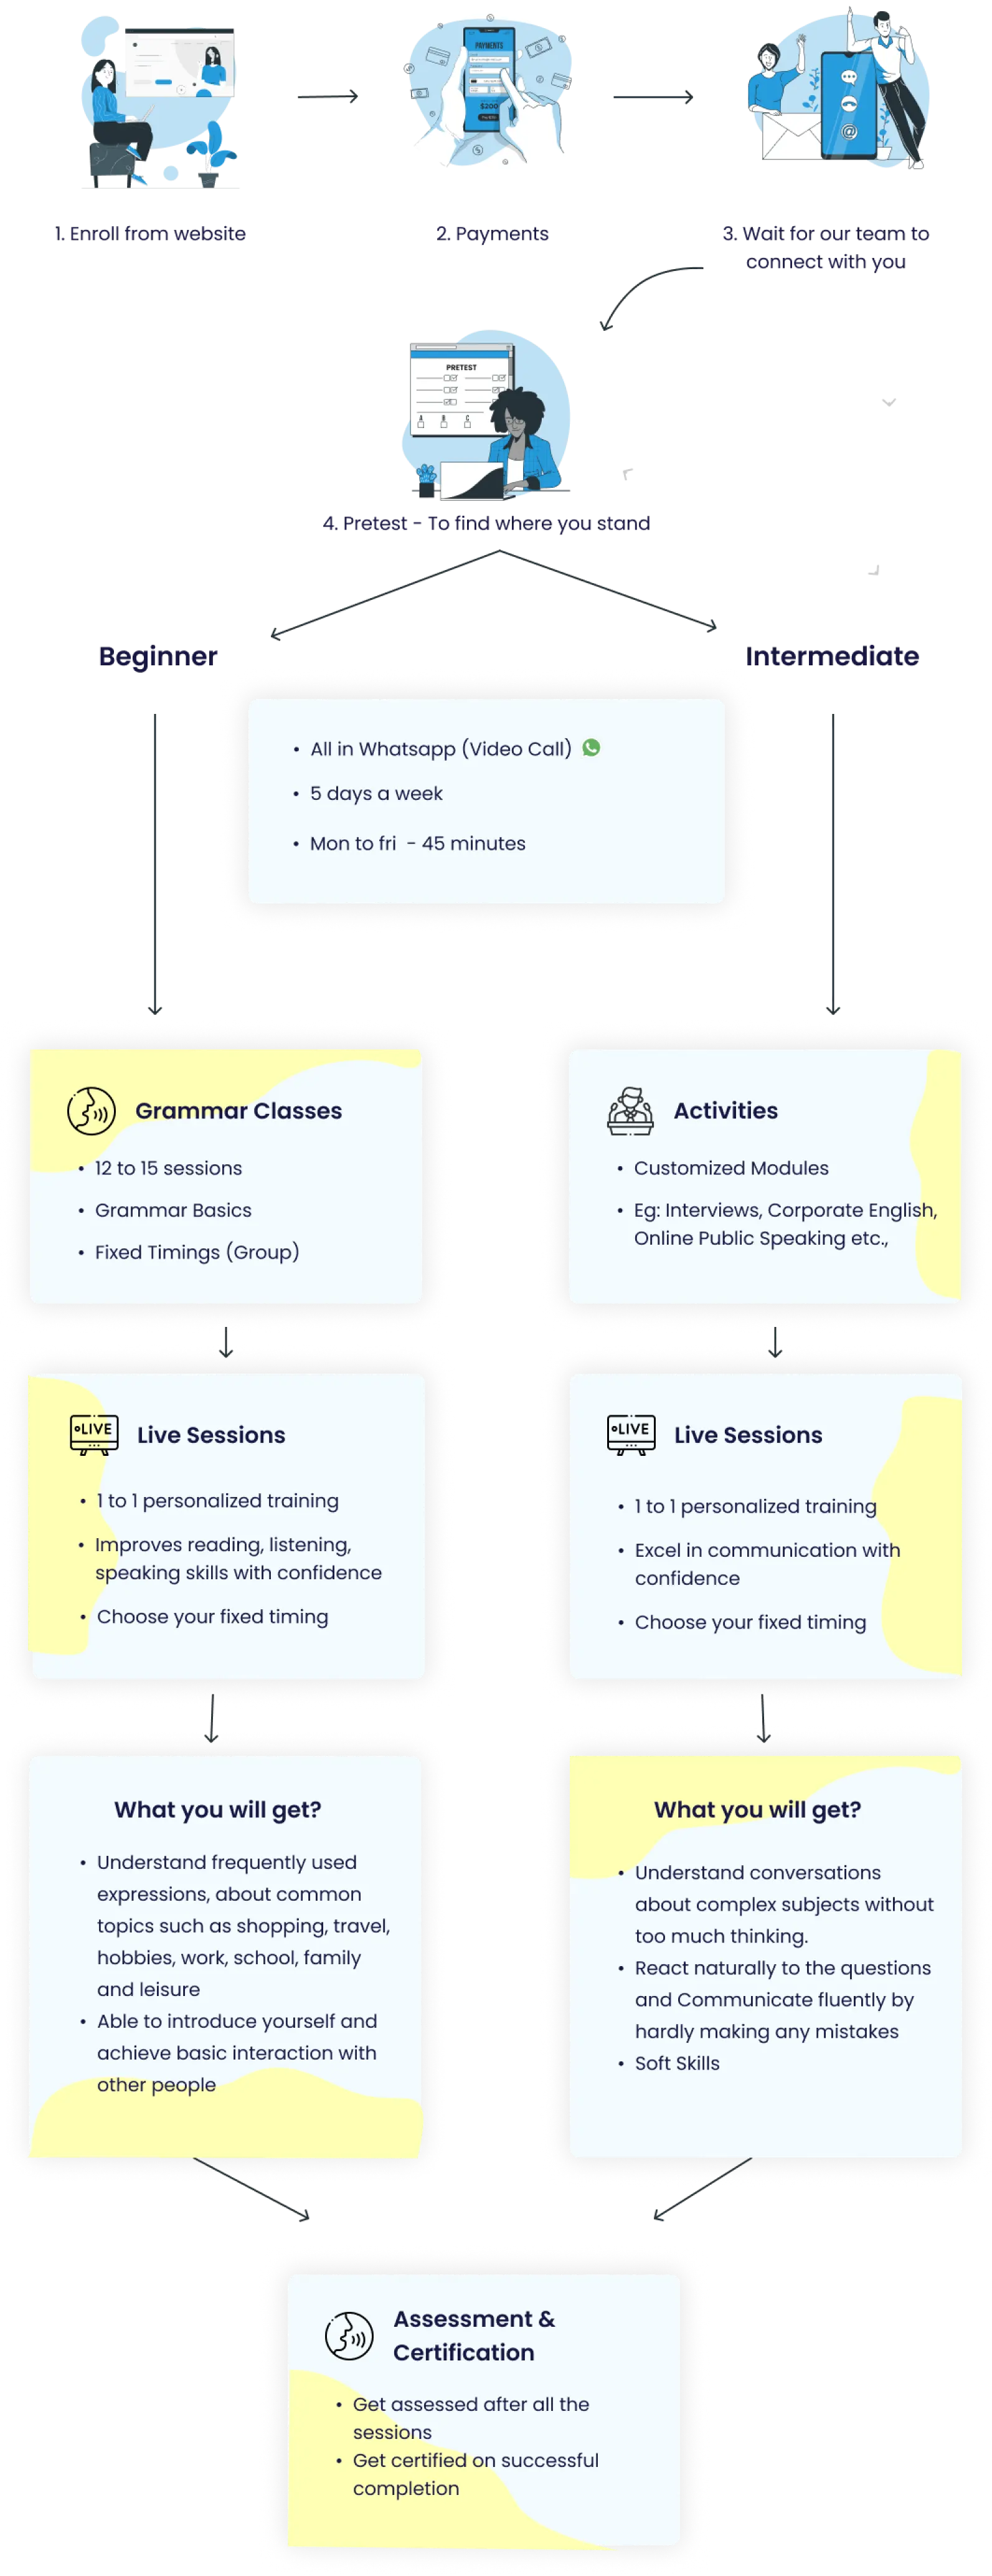 PAYMENTS
$200
1. Enroll from website
2. Payments
3. Wait for our team to
connect with you
PRETEST
A B C
4. Pretest - To find where you stand
Beginner
Intermediate
• All in Whatsapp (Video Call)
• 5 days a week
• Mon to fri - 45 minutes
Grammar Classes
• 12 to 15 sessions
• Grammar Basics
• Fixed Timings (Group)
Activities
• Customized Modules
• Eg: Interviews, Corporate English,
Online Public Speaking etc.,
LIVE
Live Sessions
• 1 to 1 personalized training
• Improves reading, listening,
speaking skills with confidence
• Choose your fixed timing
LIVE
Live Sessions
• 1 to 1 personalized training
• Excel in communication with
confidence
• Choose your fixed timing
What you will get?
• Understand frequently used
expressions, about common
topics such as shopping, travel,
hobbies, work, school, family
and leisure
• Able to introduce yourself and
achieve basic interaction with
other people
What you will get?
• Understand conversations
about complex subjects without
too much thinking.
• React naturally to the questions
and Communicate fluently by
hardly making any mistakes
• Soft Skills
Assessment &
Certification
• Get assessed after all the
sessions
• Get certified on successful
completion